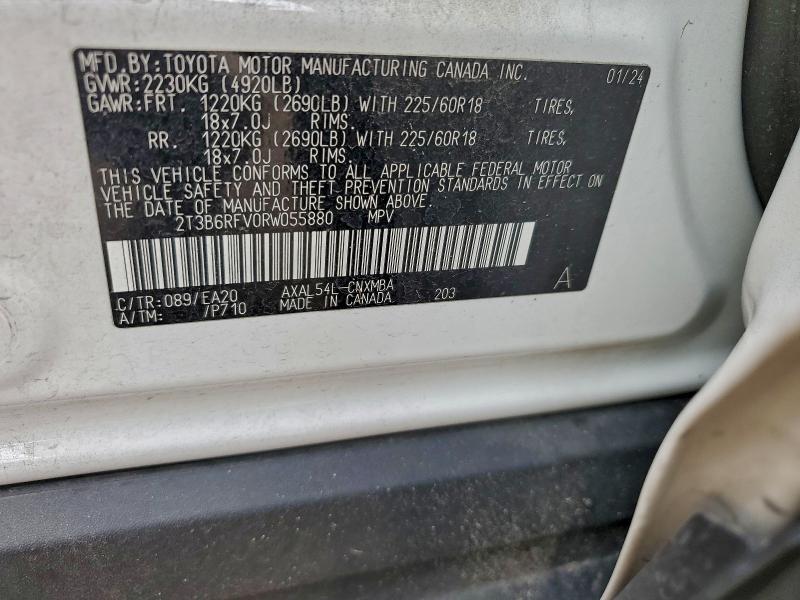 MFD.BY:TOYOTA MOTOR MANUFACTURING CANADA INC. 01/24
GVWR:2230KG (4920LB)
GAWR:FRT. 1220KG (2690LB) WITH 225/60R18 TIRES,
18x7.0J RIMS.
RR. 1220KG (2690LB) WITH 225/60R18 TIRES,
18x7.0J RIMS.
THIS VEHICLE CONFORMS TO ALL APPLICABLE FEDERAL MOTOR
VEHICLE SAFETY AND THEFT PREVENTION STANDARDS IN EFFECT ON
THE DATE OF MANUFACTURE SHOWN ABOVE.
2T3B6RFV0RW055880 MPV
C/TR:089/EA20 AXAL54L-CNXMBA 203 A
A/TM: /P710 MADE IN CANADA